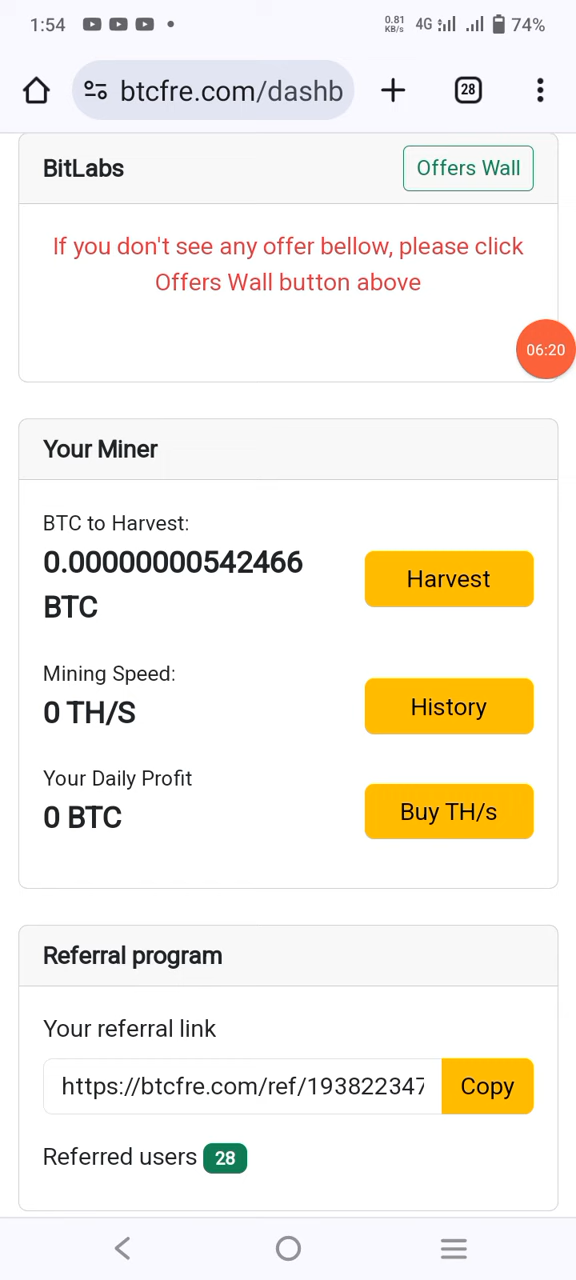 1:54
0.81 KB/s
4G
74%
btcfre.com/dashb
28
BitLabs
Offers Wall
If you don't see any offer bellow, please click
Offers Wall button above
06:20
Your Miner
BTC to Harvest:
0.00000000542466
BTC
Harvest
Mining Speed:
0 TH/S
History
Your Daily Profit
0 BTC
Buy TH/s
Referral program
Your referral link
https://btcfre.com/ref/193822347
Copy
Referred users 28